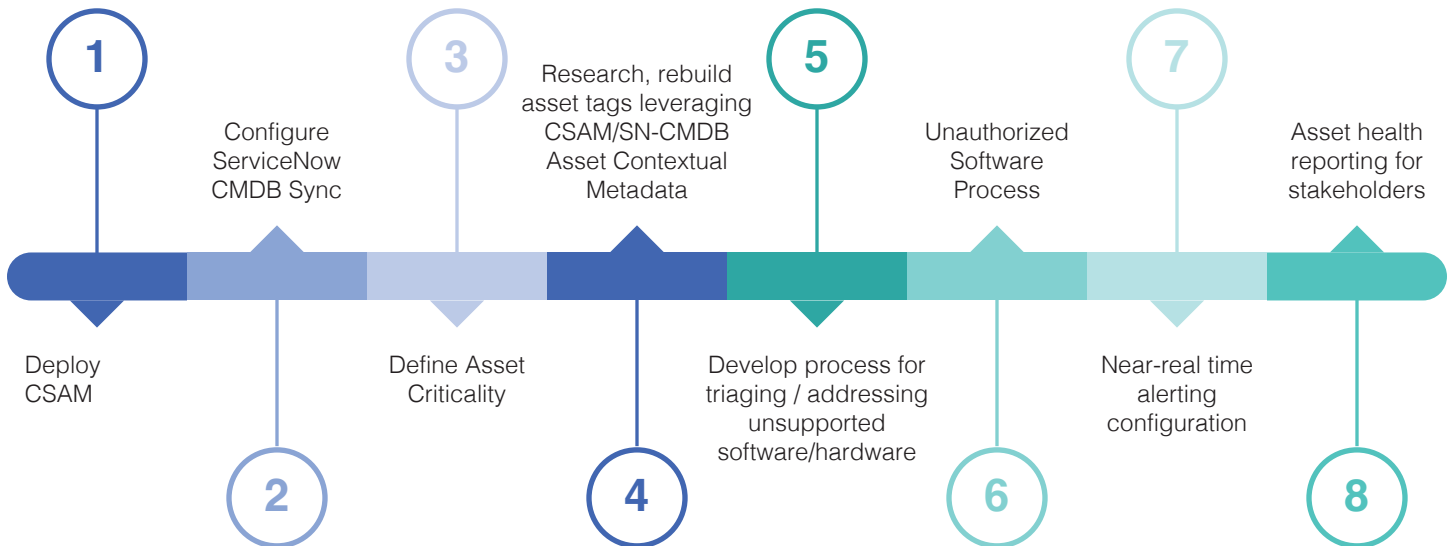 1
Deploy
CSAM
2
Configure
ServiceNow
CMDB Sync
3
Define Asset
Criticality
4
Research, rebuild
asset tags leveraging
CSAM/SN-CMDB
Asset Contextual
Metadata
5
Develop process for
triaging / addressing
unsupported
software/hardware
6
Unauthorized
Software
Process
7
Near-real time
alerting
configuration
8
Asset health
reporting for
stakeholders